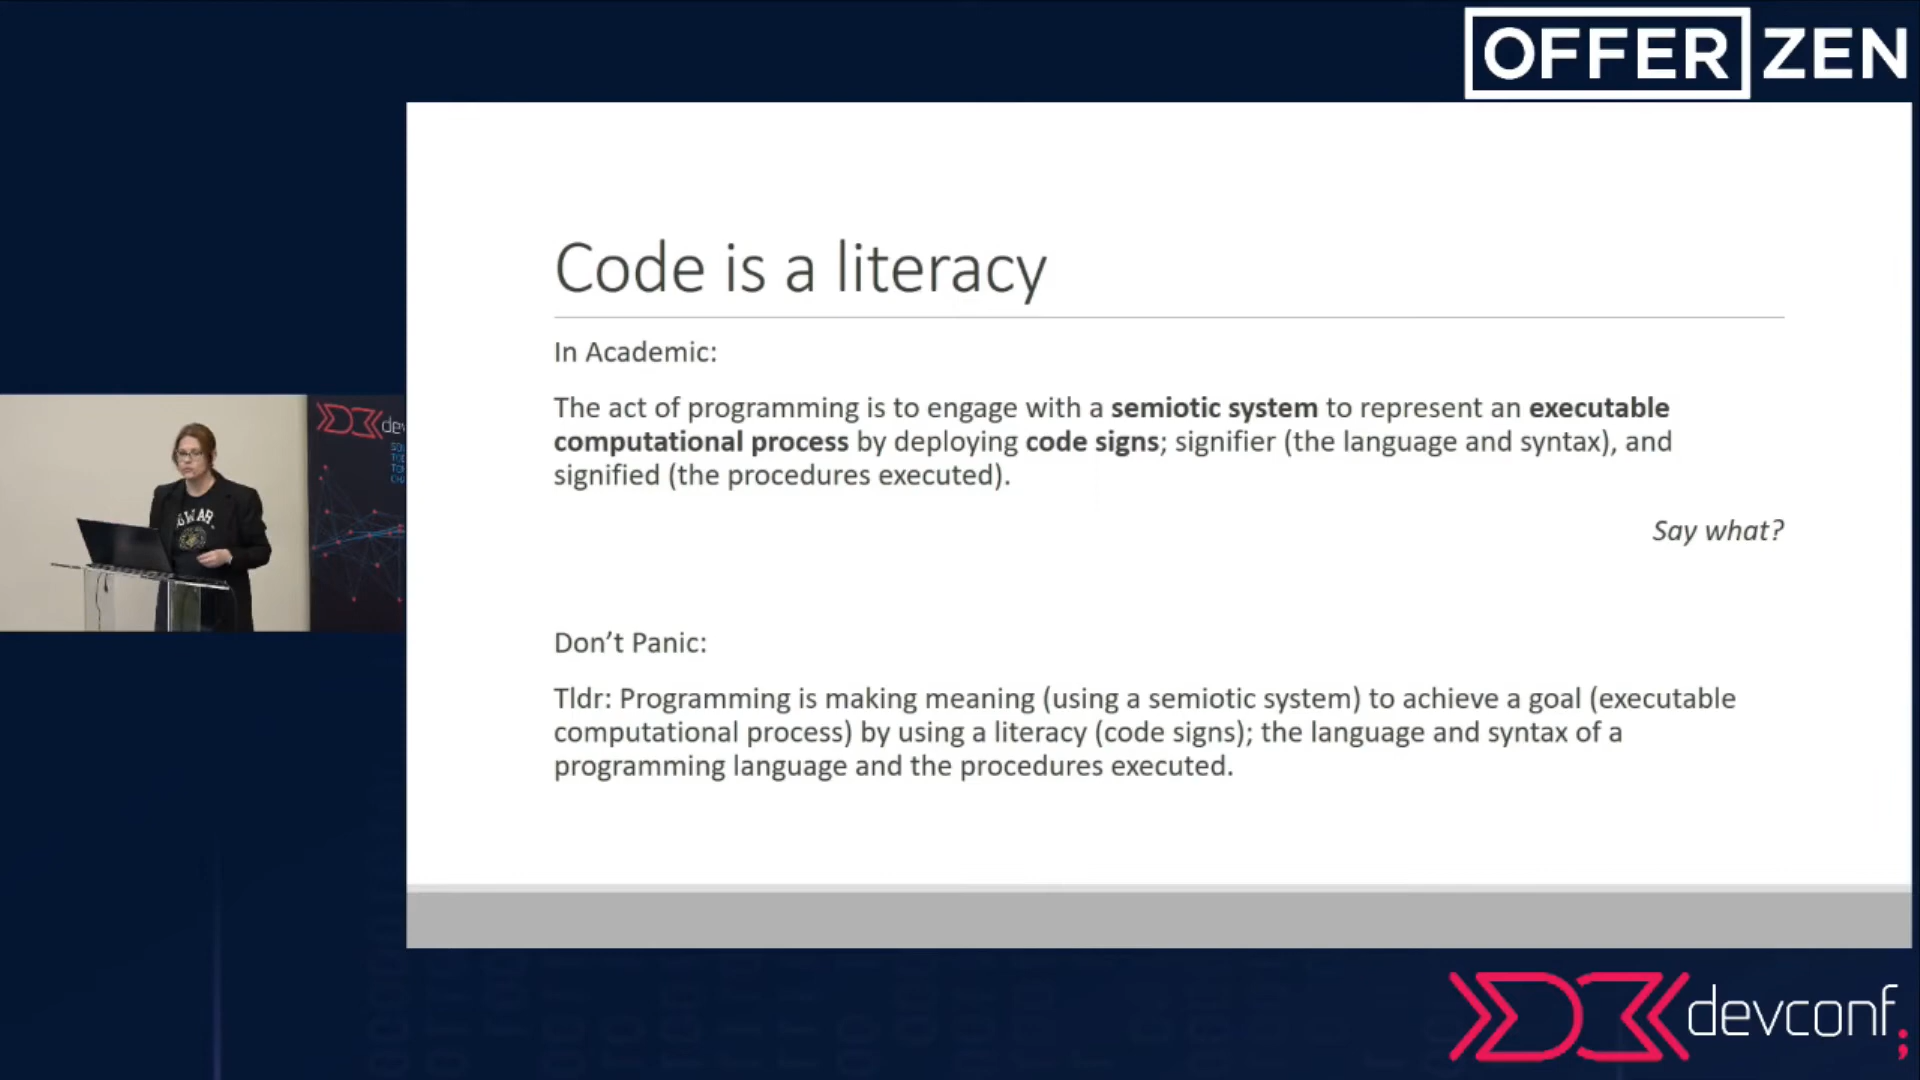 OFFERZEN
Code is a literacy
In Academic:
The act of programming is to engage with a semiotic system to represent an executable
computational process by deploying code signs; signifier (the language and syntax), and
signified (the procedures executed).
Say what?
Don’t Panic:
Tldr: Programming is making meaning (using a semiotic system) to achieve a goal (executable
computational process) by using a literacy (code signs); the language and syntax of a
programming language and the procedures executed.
dev
devconf;